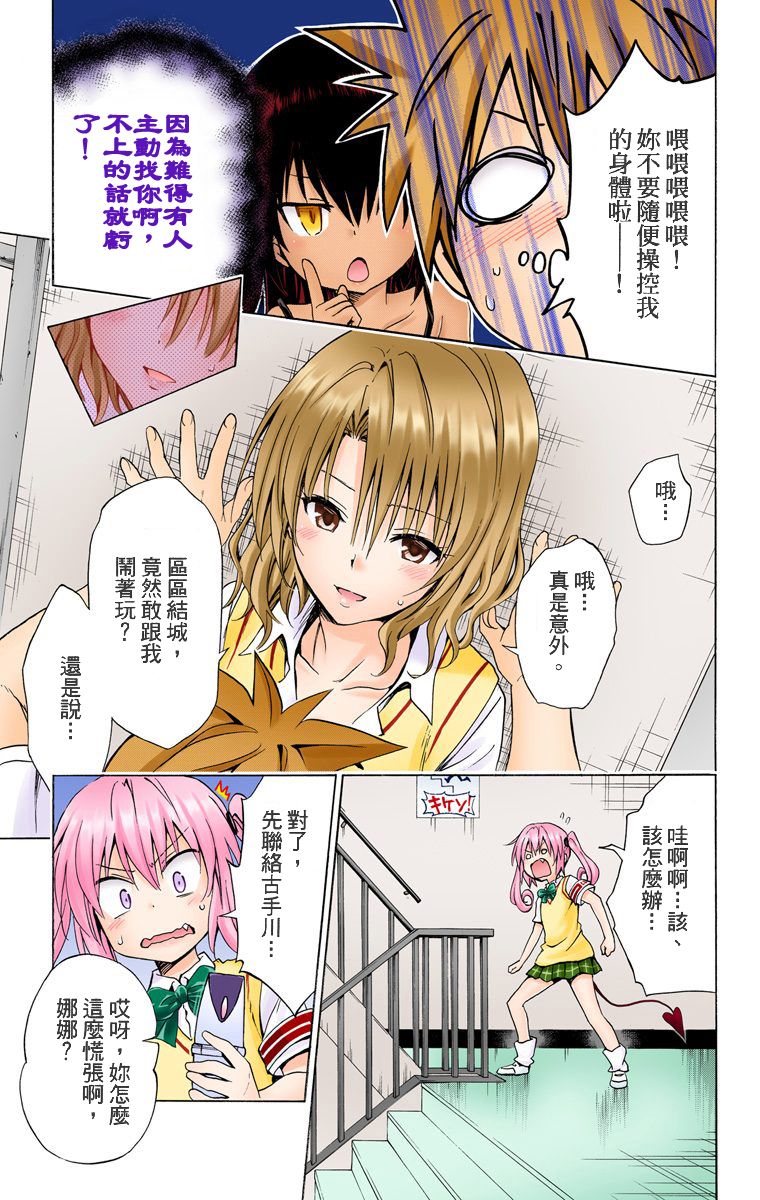 喂喂喂喂喂！
妳不要隨便操控我
的身體啦——！
因為難得有人
主動找你啊，
不上的話就虧
了！
哦…
哦…
真是意外。
區區結城，
竟然敢跟我
鬧著玩？
還是說…
キケン!
哇啊啊…該、
該怎麼辦…
對了，
先聯絡古手川…
哎呀，妳怎麼
這麼慌張啊，
娜娜？